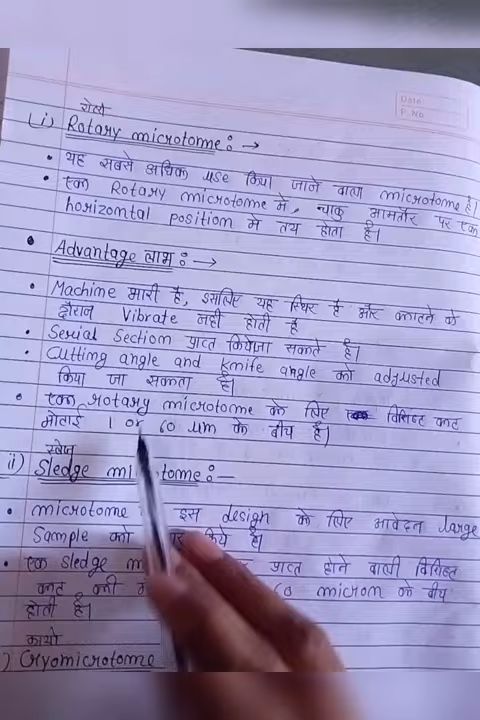 Date
P. No
रोटरी
(i) Rotary microtome :→
• यह सबसे अधिक use किया जाने वाला microtome है।
• एक Rotary microtome में, चाकु आमतौर पर एक
horizontal position मे तय होता है।
• Advantage लाभ :→
• Machine भारी है, इसलिए यह स्थिर है और काटने के
दौरान Vibrate नही होती है
• Serial Section प्राप्त किये जा सकते है।
• Cutting angle and knife angle को adjusted
किया जा सकता है।
• एक rotary microtome के लिए विशिष्ट कट
मोटाई 1 or 60 µm के बीच है।
स्लेज
ii) Sledge microtome :—
• microtome इस design के लिए आवेदन large
Sample को किये है।
• एक sledge प्राप्त होने वाली विशिष्ट
कट की 60 micron के बीच
होती है।
क्रायो
) Cryomicrotome